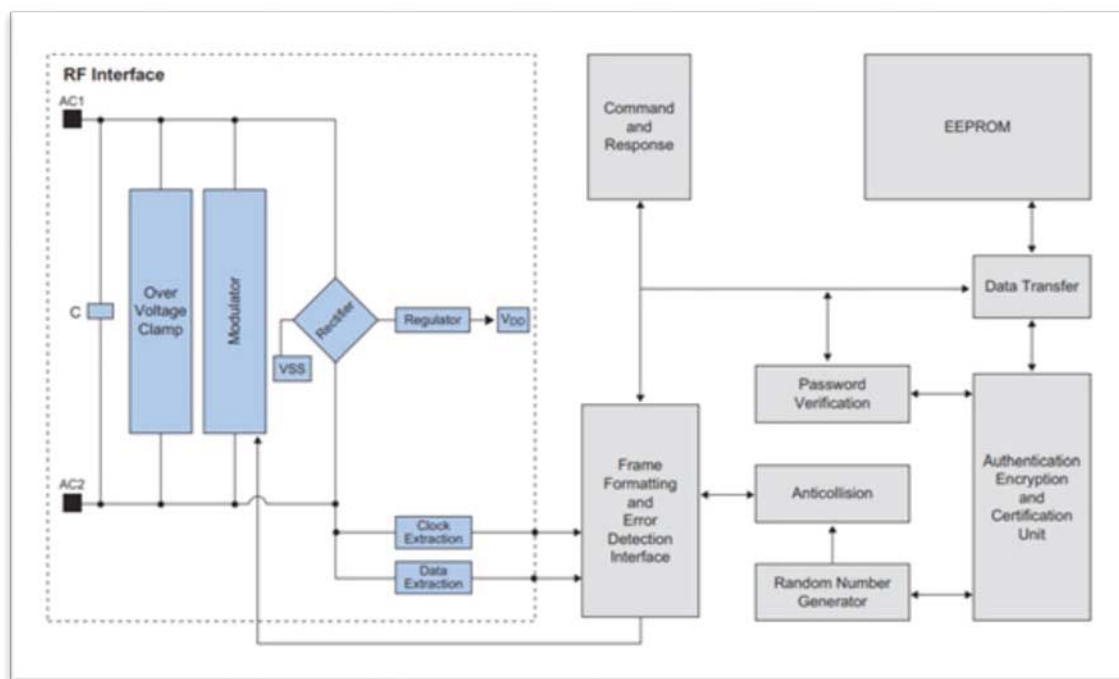 RF Interface
AC1
C
Over
Voltage
Clamp
Modulator
Rectifier
VSS
Regulator
VDD
AC2
Clock
Extraction
Data
Extraction
Command
and
Response
EEPROM
Data Transfer
Password
Verification
Frame
Formatting
and
Error
Detection
Interface
Anticollision
Authentication
Encryption
and
Certification
Unit
Random Number
Generator